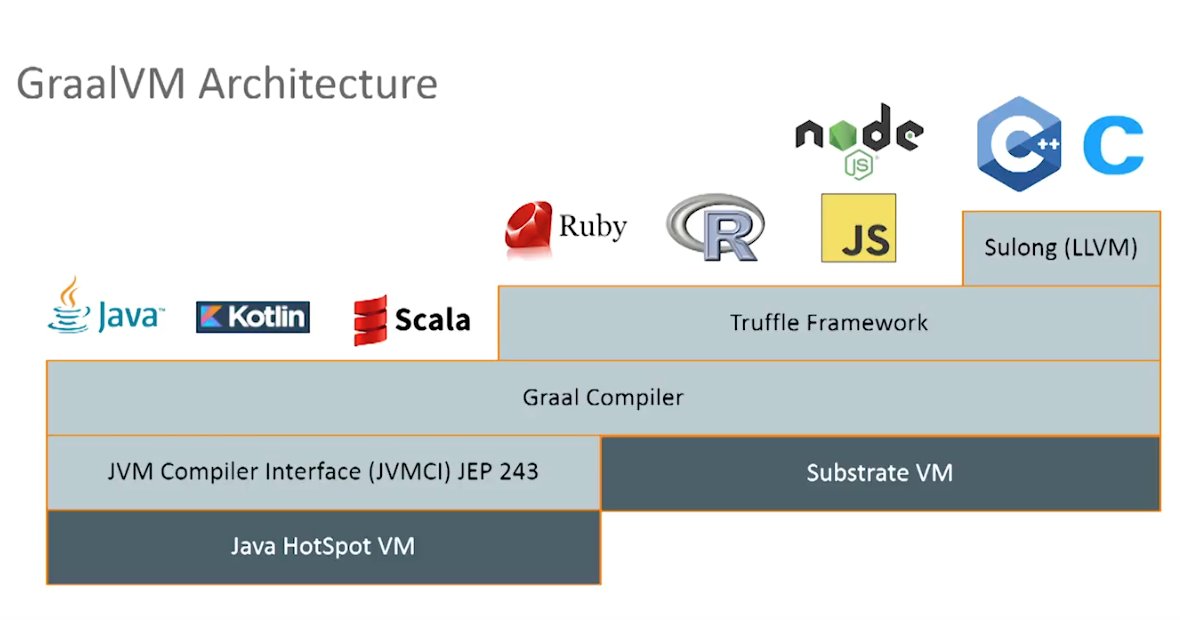 GraalVM Architecture
node
JS
C++
C
Ruby
R
JS
Sulong (LLVM)
Java™
Kotlin
Scala
Truffle Framework
Graal Compiler
JVM Compiler Interface (JVMCI) JEP 243
Substrate VM
Java HotSpot VM